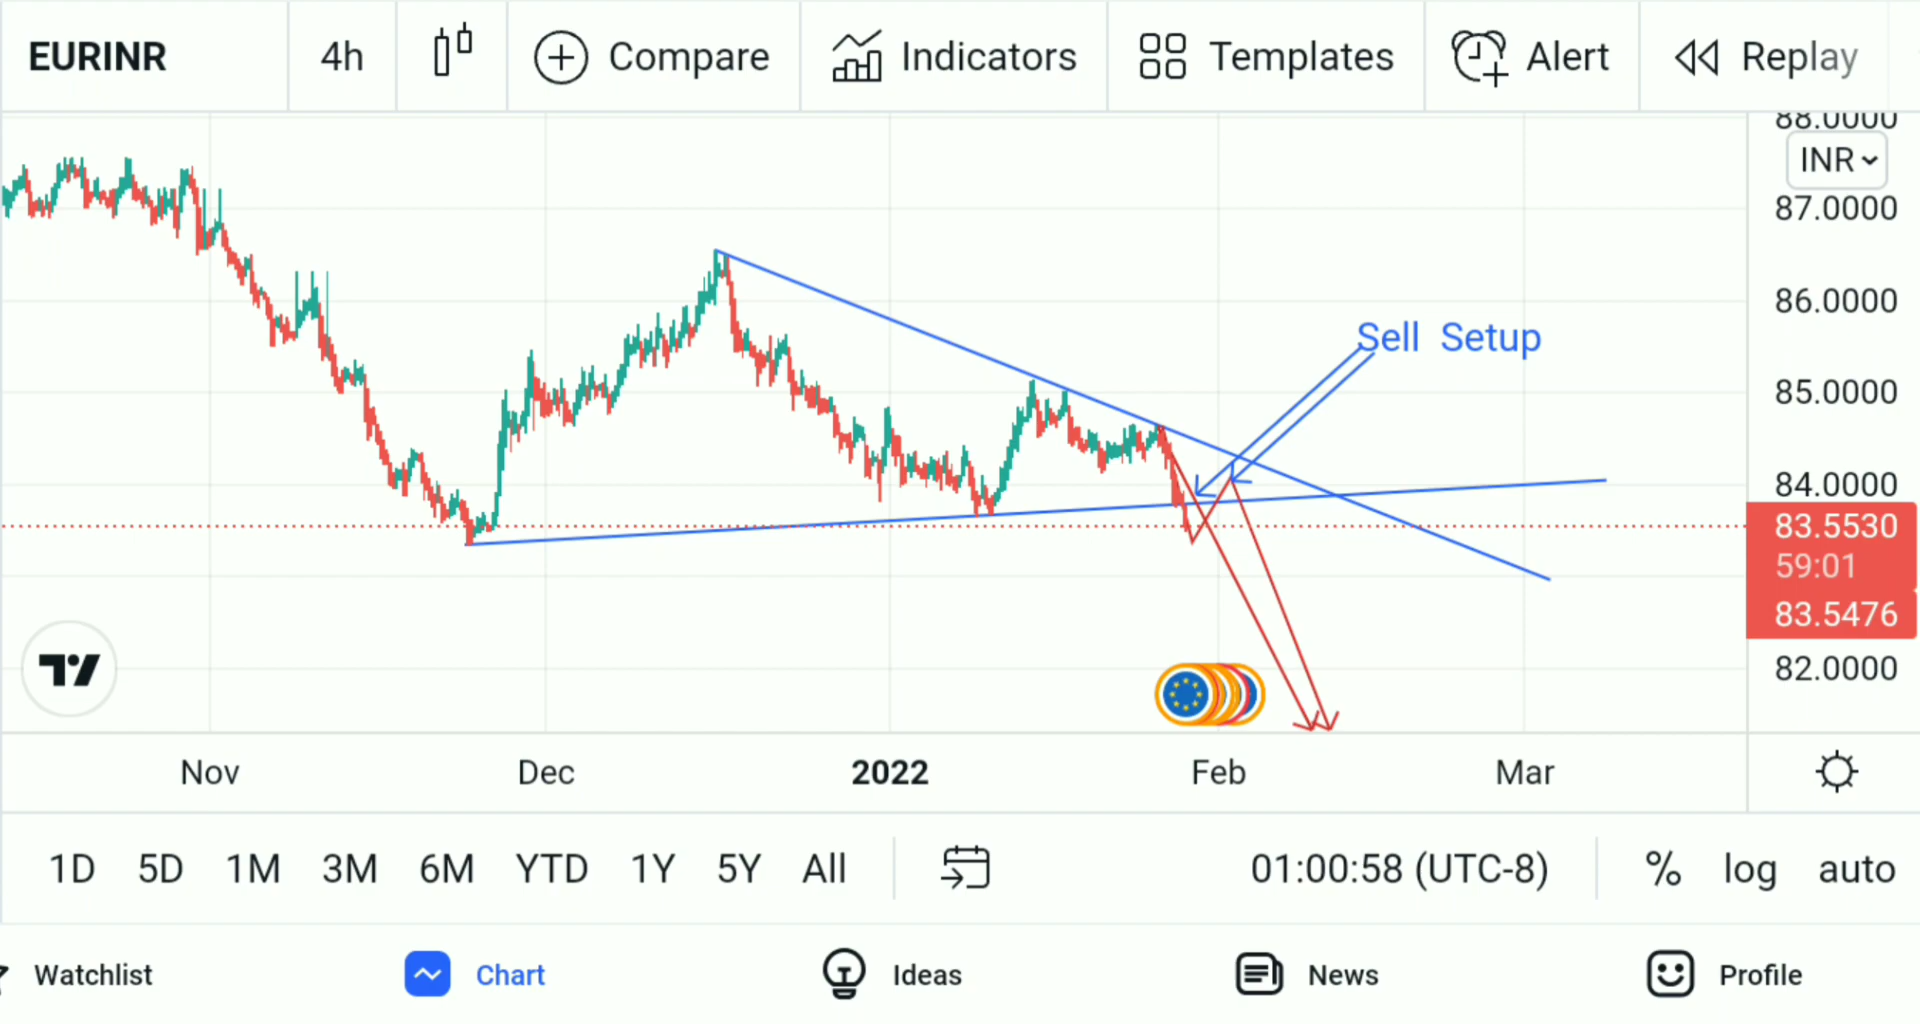 EURINR 4h Compare Indicators Templates Alert Replay
88.0000
INR
87.0000
86.0000
Sell Setup
85.0000
84.0000
83.5530
59:01
83.5476
82.0000
Nov Dec 2022 Feb Mar
1D 5D 1M 3M 6M YTD 1Y 5Y All 01:00:58 (UTC-8) % log auto
Watchlist Chart Ideas News Profile